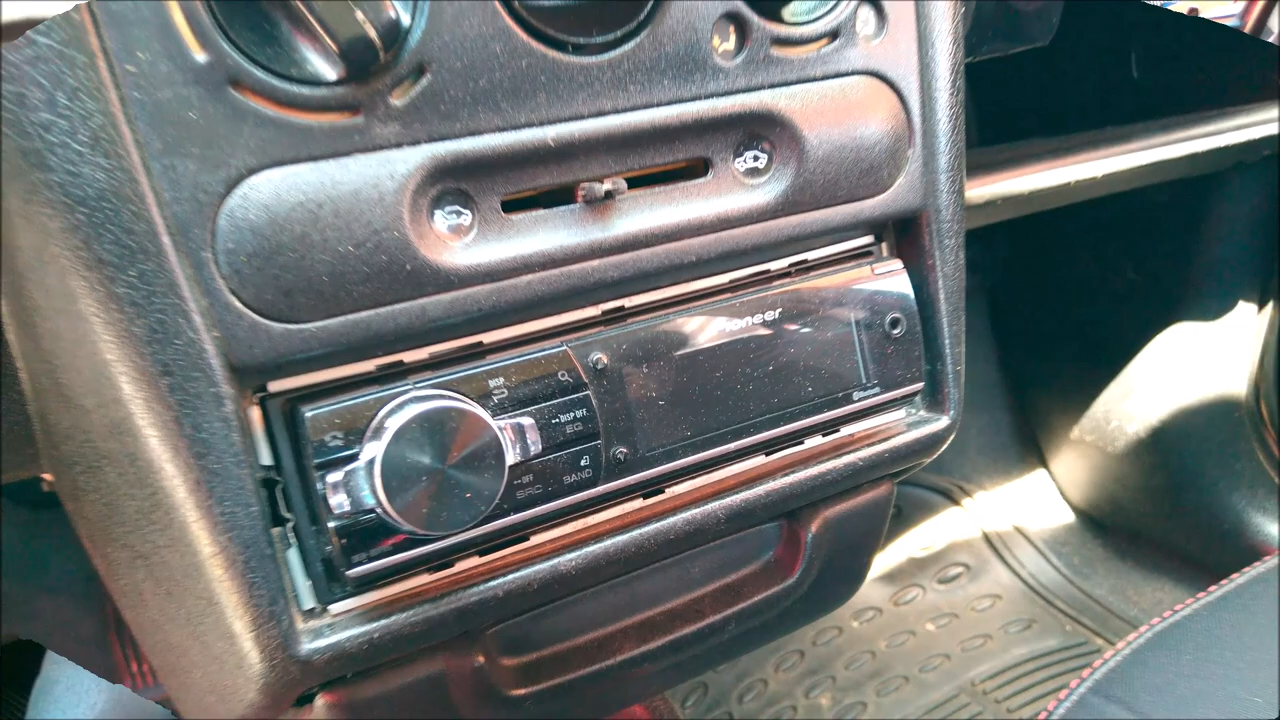 Pioneer
DISP
DISP OFF
EQ
OFF
SRC
BAND